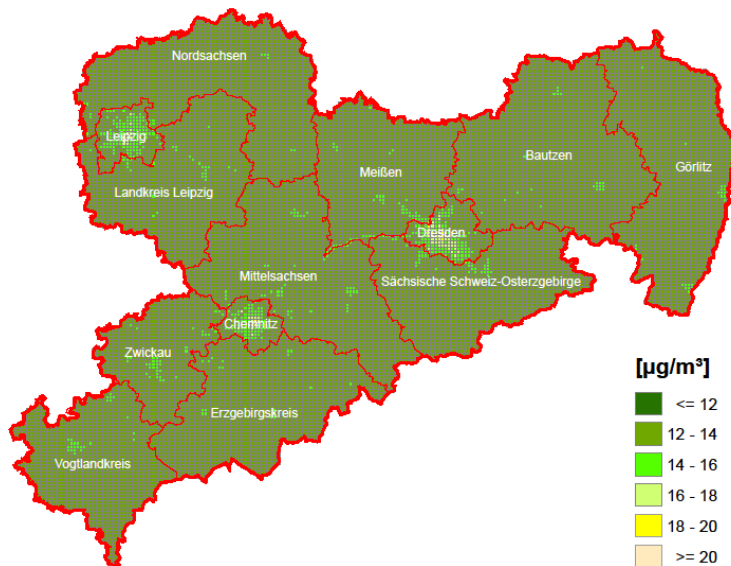 Nordsachsen
Leipzig
Bautzen
Meißen
Görlitz
Landkreis Leipzig
Dresden
Mittelsachsen
Sächsische Schweiz-Osterzgebirge
Chemnitz
Zwickau
Erzgebirgskreis
Vogtlandkreis
[µg/m³]
<= 12
12 - 14
14 - 16
16 - 18
18 - 20
>= 20